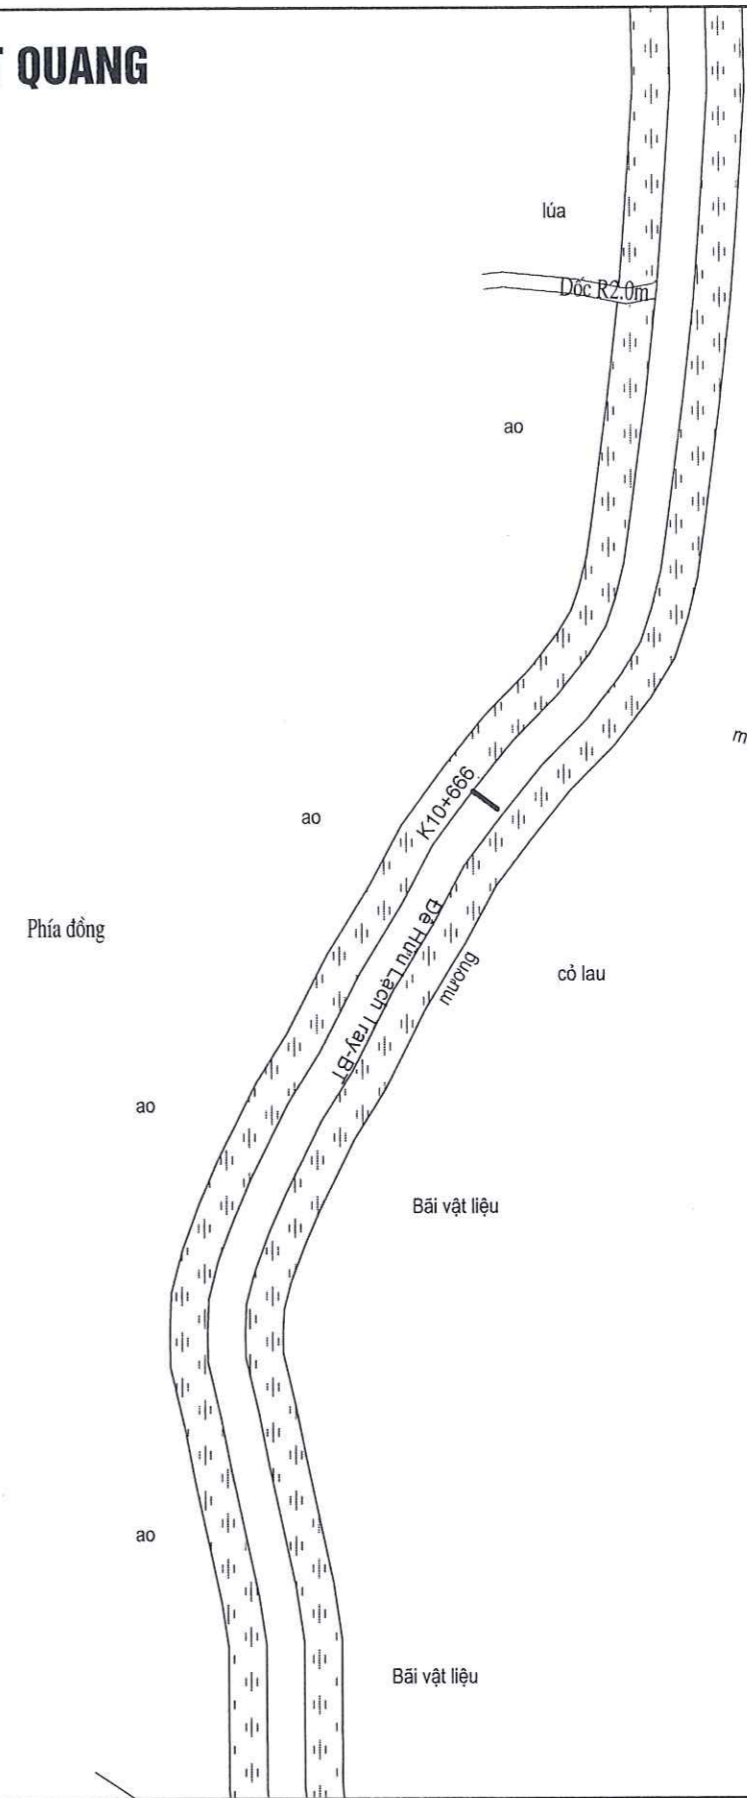 QUANG
lúa
Dốc R2.0m
ao
K10+666
ao
Đê Hữu Lạch Tray-BT
Phía đồng
mương
cỏ lau
ao
Bãi vật liệu
ao
Bãi vật liệu